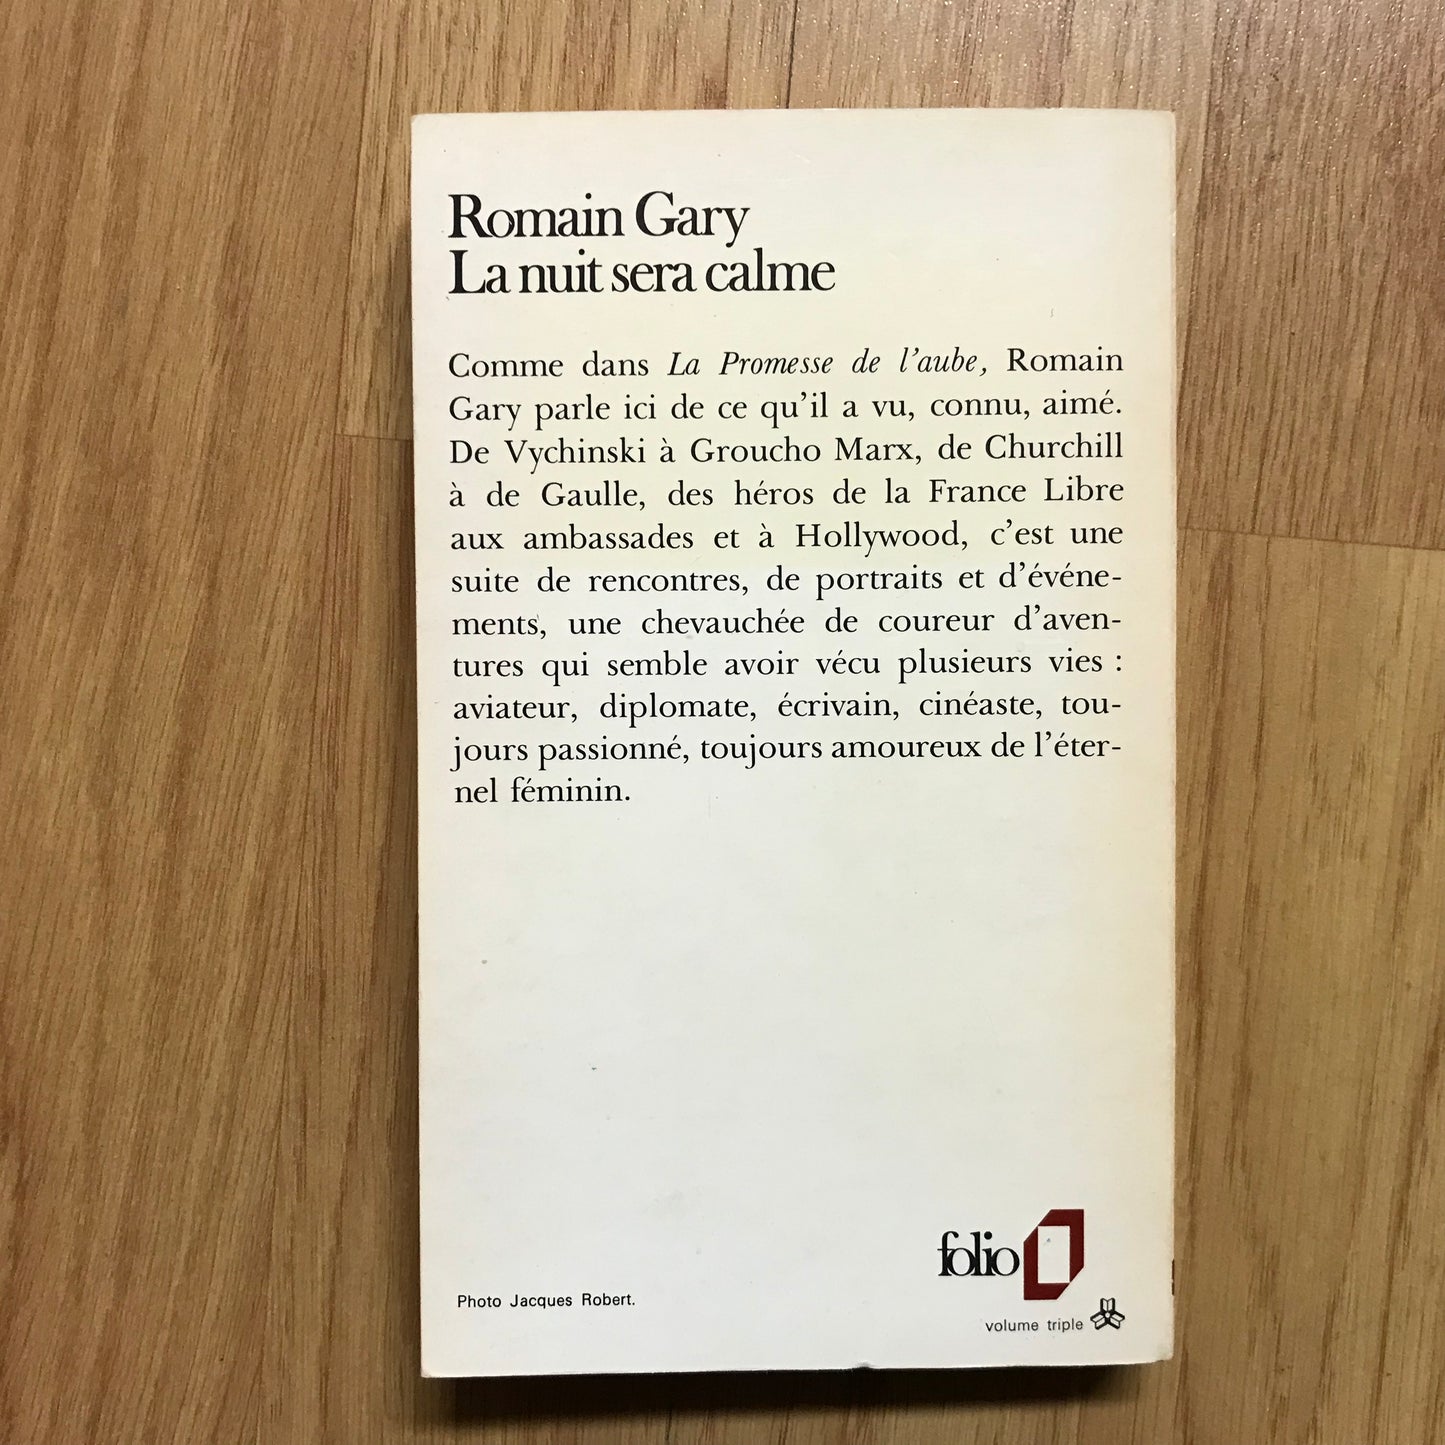 Romain Gary
La nuit sera calme
Comme dans La Promesse de l'aube, Romain
Gary parle ici de ce qu'il a vu, connu, aimé.
De Vychinski à Groucho Marx, de Churchill
à de Gaulle, des héros de la France Libre
aux ambassades et à Hollywood, c'est une
suite de rencontres, de portraits et d'événe-
ments, une chevauchée de coureur d'aven-
tures qui semble avoir vécu plusieurs vies :
aviateur, diplomate, écrivain, cinéaste, tou-
jours passionné, toujours amoureux de l'éter-
nel féminin.
folio
Photo Jacques Robert.
volume triple